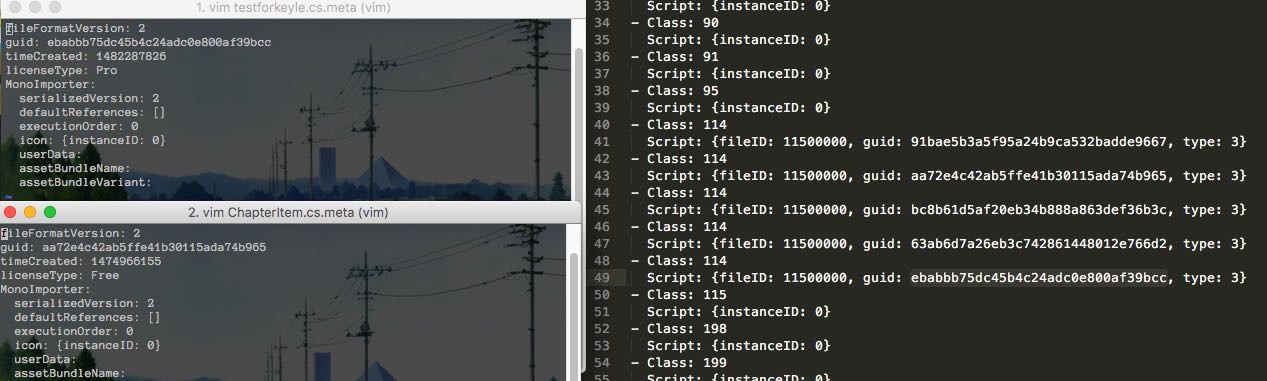 1. vim testforkeyle.cs.meta (vim)
fileFormatVersion: 2
guid: ebabbb75dc45b4c24adc0e800af39bcc
timeCreated: 1482287826
licenseType: Pro
MonoImporter:
  serializedVersion: 2
  defaultReferences: []
  executionOrder: 0
  icon: {instanceID: 0}
  userData:
  assetBundleName:
  assetBundleVariant:
~
2. vim ChapterItem.cs.meta (vim)
fileFormatVersion: 2
guid: aa72e4c42ab5ffe41b30115ada74b965
timeCreated: 1474966155
licenseType: Free
MonoImporter:
  serializedVersion: 2
  defaultReferences: []
  executionOrder: 0
  icon: {instanceID: 0}
  userData:
  assetBundleName:
33 Script: {instanceID: 0}
34 - Class: 90
35 Script: {instanceID: 0}
36 - Class: 91
37 Script: {instanceID: 0}
38 - Class: 95
39 Script: {instanceID: 0}
40 - Class: 114
41 Script: {fileID: 11500000, guid: 91bae5b3a5f95a24b9ca532badde9667, type: 3}
42 - Class: 114
43 Script: {fileID: 11500000, guid: aa72e4c42ab5ffe41b30115ada74b965, type: 3}
44 - Class: 114
45 Script: {fileID: 11500000, guid: bc8b61d5af20eb34b888a863def36b3c, type: 3}
46 - Class: 114
47 Script: {fileID: 11500000, guid: 63ab6d7a26eb3c742861448012e766d2, type: 3}
48 - Class: 114
49 Script: {fileID: 11500000, guid: ebabbb75dc45b4c24adc0e800af39bcc, type: 3}
50 - Class: 115
51 Script: {instanceID: 0}
52 - Class: 198
53 Script: {instanceID: 0}
54 - Class: 199
55 Script: {instanceID: 0}